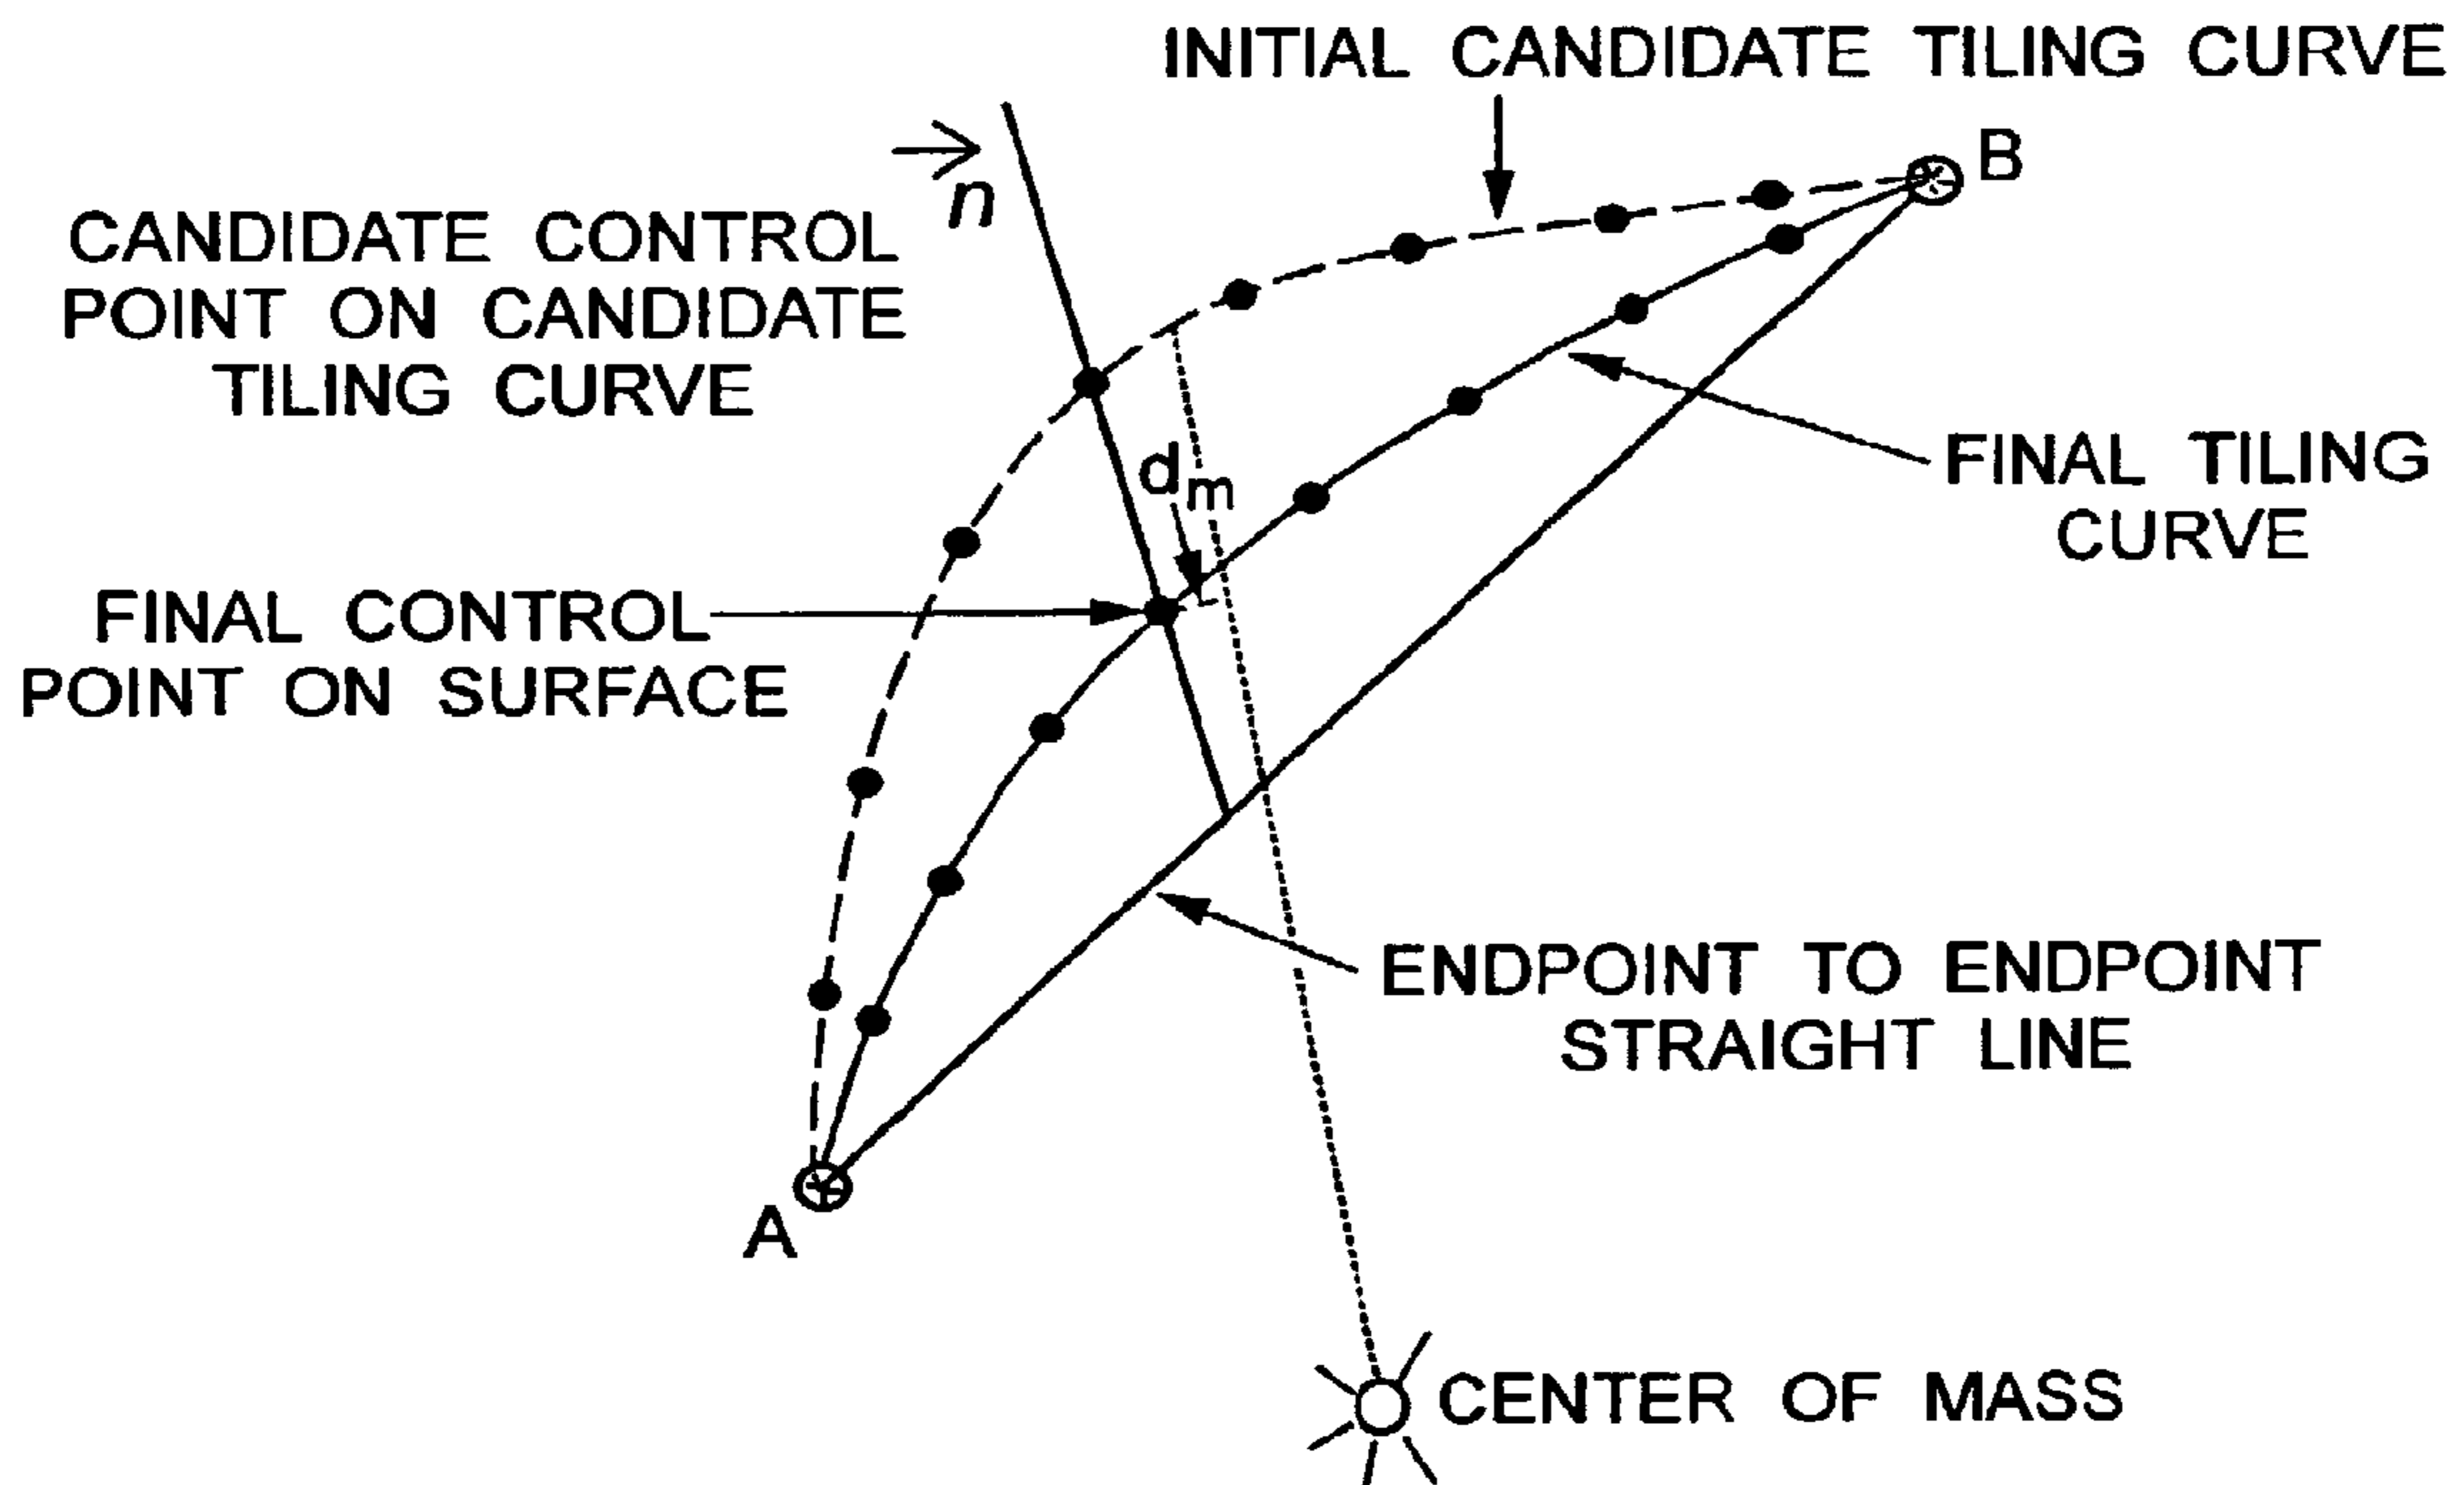 INITIAL CANDIDATE TILING CURVE
B
n
CANDIDATE CONTROL
POINT ON CANDIDATE
TILING CURVE
dm
FINAL TILING
CURVE
FINAL CONTROL
POINT ON SURFACE
ENDPOINT TO ENDPOINT
STRAIGHT LINE
A
CENTER OF MASS